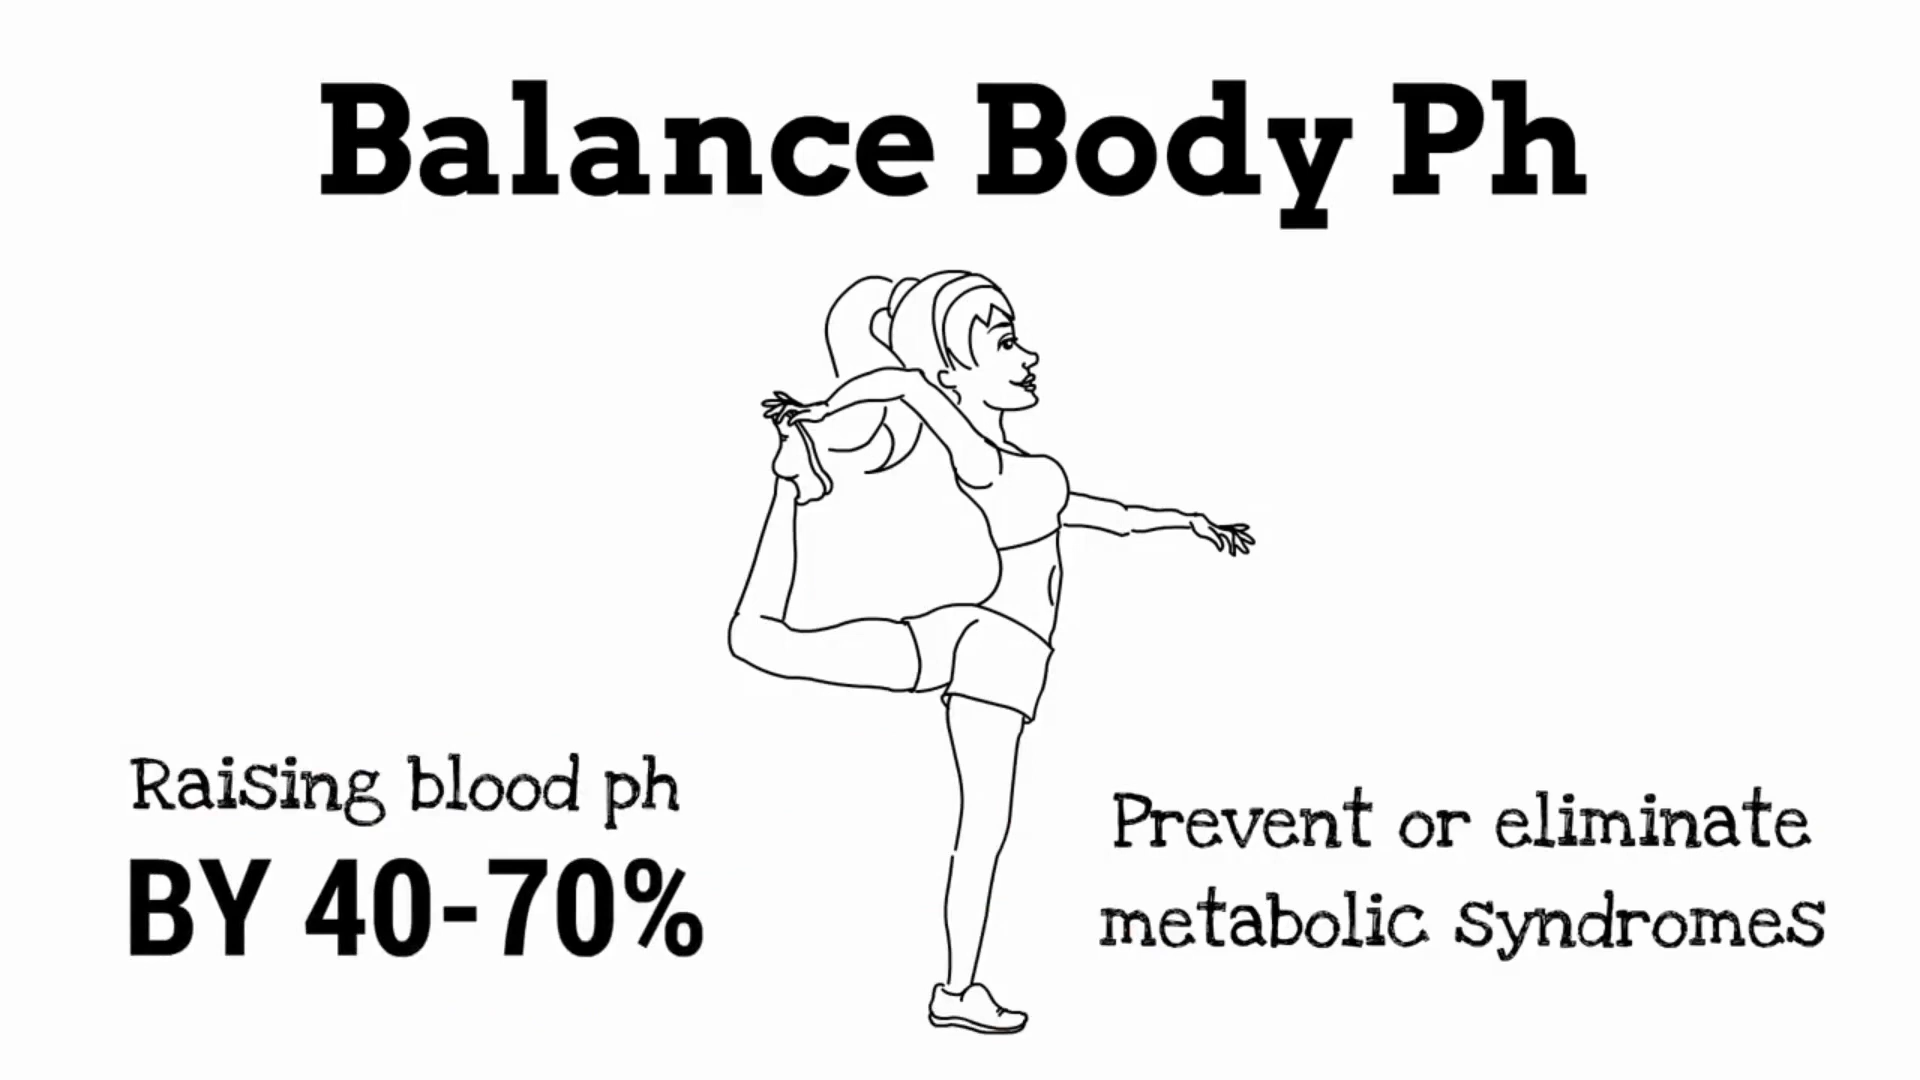 Balance Body Ph
Raising blood ph
BY 40-70%
Prevent or eliminate
metabolic syndromes